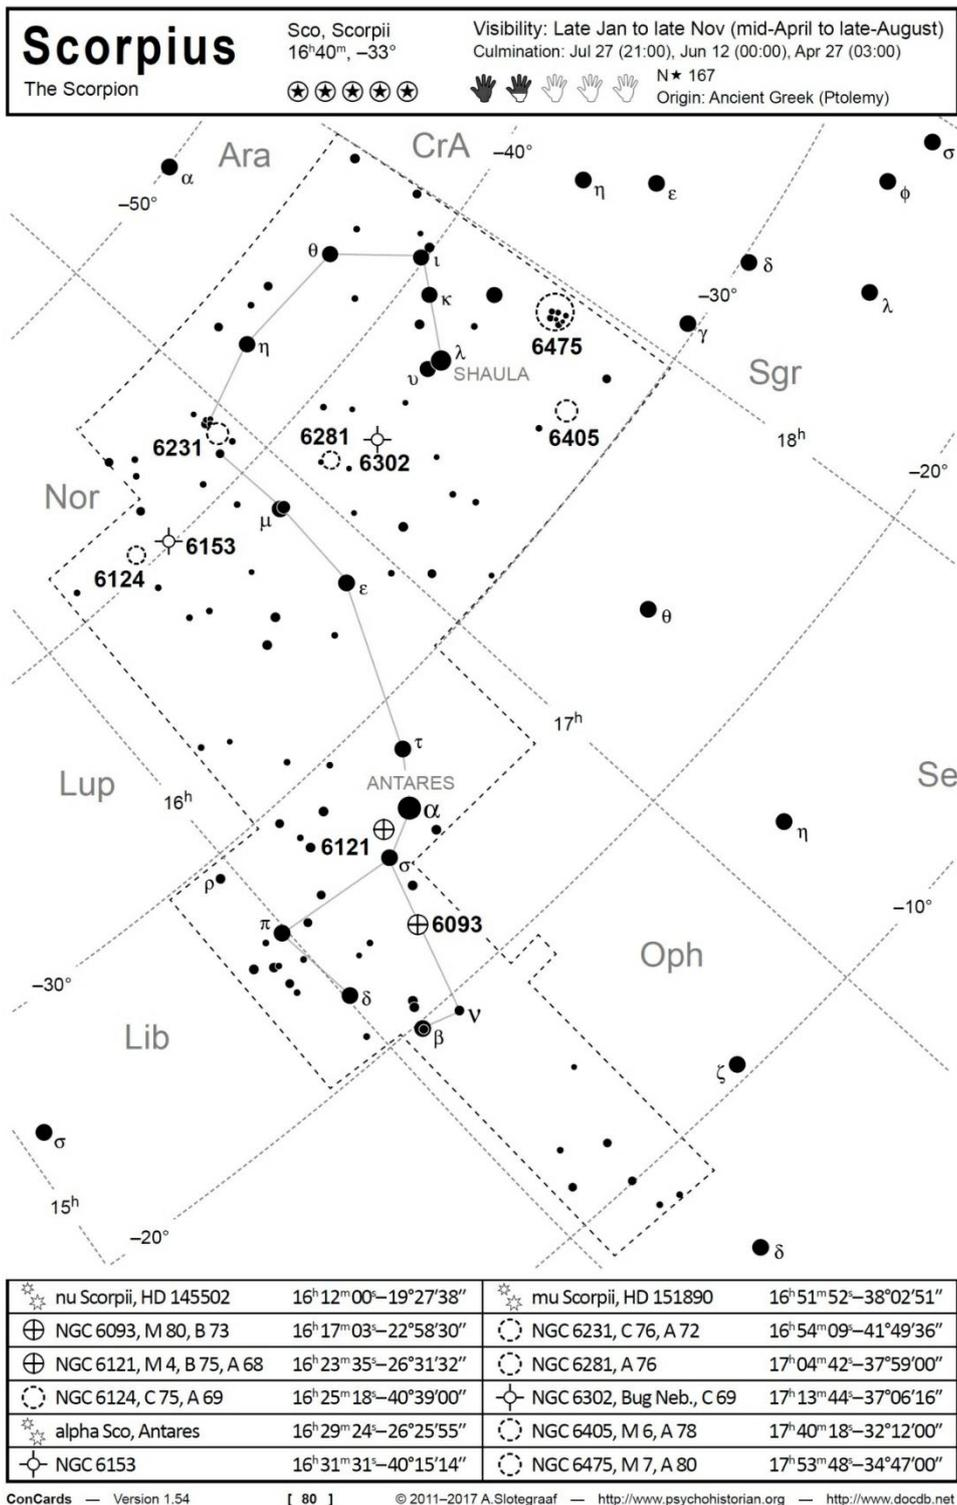 Scorpius
The Scorpion
Sco, Scorpii
16ʰ40ᵐ, –33°
Visibility: Late Jan to late Nov (mid-April to late-August)
Culmination: Jul 27 (21:00), Jun 12 (00:00), Apr 27 (03:00)
N★ 167
Origin: Ancient Greek (Ptolemy)
Ara
CrA
–40°
σ
α
η
ε
ϕ
–50°
θ
ι
δ
κ
–30°
λ
γ
η
6475
λ
υ
SHAULA
Sgr
6405
18ʰ
6231
6281
6302
–20°
Nor
μ
6153
6124
ε
θ
17ʰ
τ
Lup
ANTARES
Se
16ʰ
α
6121
η
σ
ρ
–10°
π
6093
Oph
–30°
δ
ν
Lib
β
ζ
σ
15ʰ
–20°
δ
nu Scorpii, HD 145502 16ʰ12ᵐ00ˢ–19°27′38″
mu Scorpii, HD 151890 16ʰ51ᵐ52ˢ–38°02′51″
NGC 6093, M 80, B 73 16ʰ17ᵐ03ˢ–22°58′30″
NGC 6231, C 76, A 72 16ʰ54ᵐ09ˢ–41°49′36″
NGC 6121, M 4, B 75, A 68 16ʰ23ᵐ35ˢ–26°31′32″
NGC 6281, A 76 17ʰ04ᵐ42ˢ–37°59′00″
NGC 6124, C 75, A 69 16ʰ25ᵐ18ˢ–40°39′00″
NGC 6302, Bug Neb., C 69 17ʰ13ᵐ44ˢ–37°06′16″
alpha Sco, Antares 16ʰ29ᵐ24ˢ–26°25′55″
NGC 6405, M 6, A 78 17ʰ40ᵐ18ˢ–32°12′00″
NGC 6153 16ʰ31ᵐ31ˢ–40°15′14″
NGC 6475, M 7, A 80 17ʰ53ᵐ48ˢ–34°47′00″
ConCards — Version 1.54 [ 80 ] © 2011–2017 A.Slotegraaf — http://www.psychohistorian.org — http://www.docdb.net